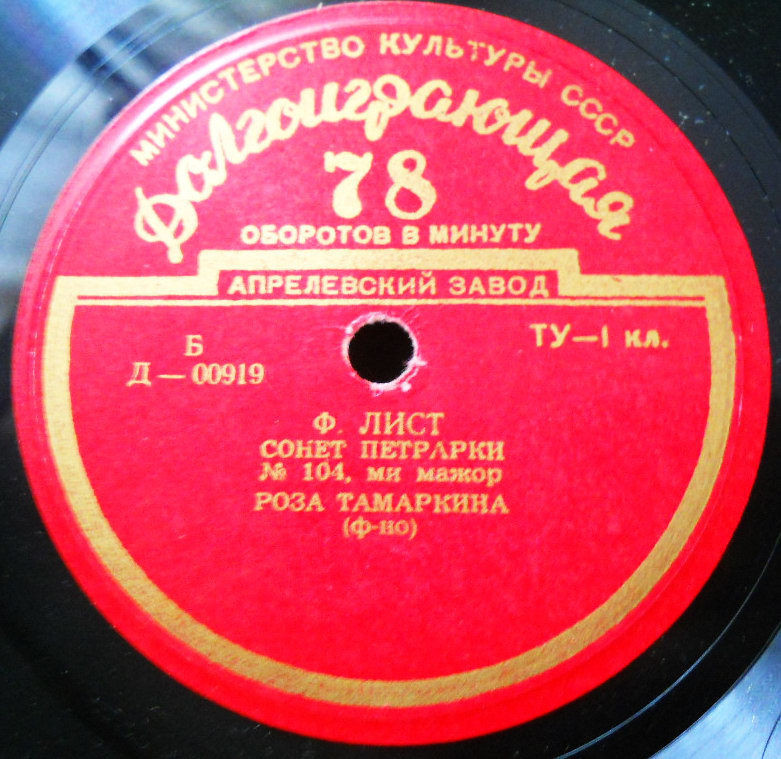 МИНИСТЕРСТВО КУЛЬТУРЫ СССР
Долгоиграющая
78
ОБОРОТОВ В МИНУТУ
АПРЕЛЕВСКИЙ ЗАВОД
Б
Д — 00919
ТУ—1 кл.
Ф. ЛИСТ
СОНЕТ ПЕТРАРКИ
№ 104, ми мажор
РОЗА ТАМАРКИНА
(ф-но)